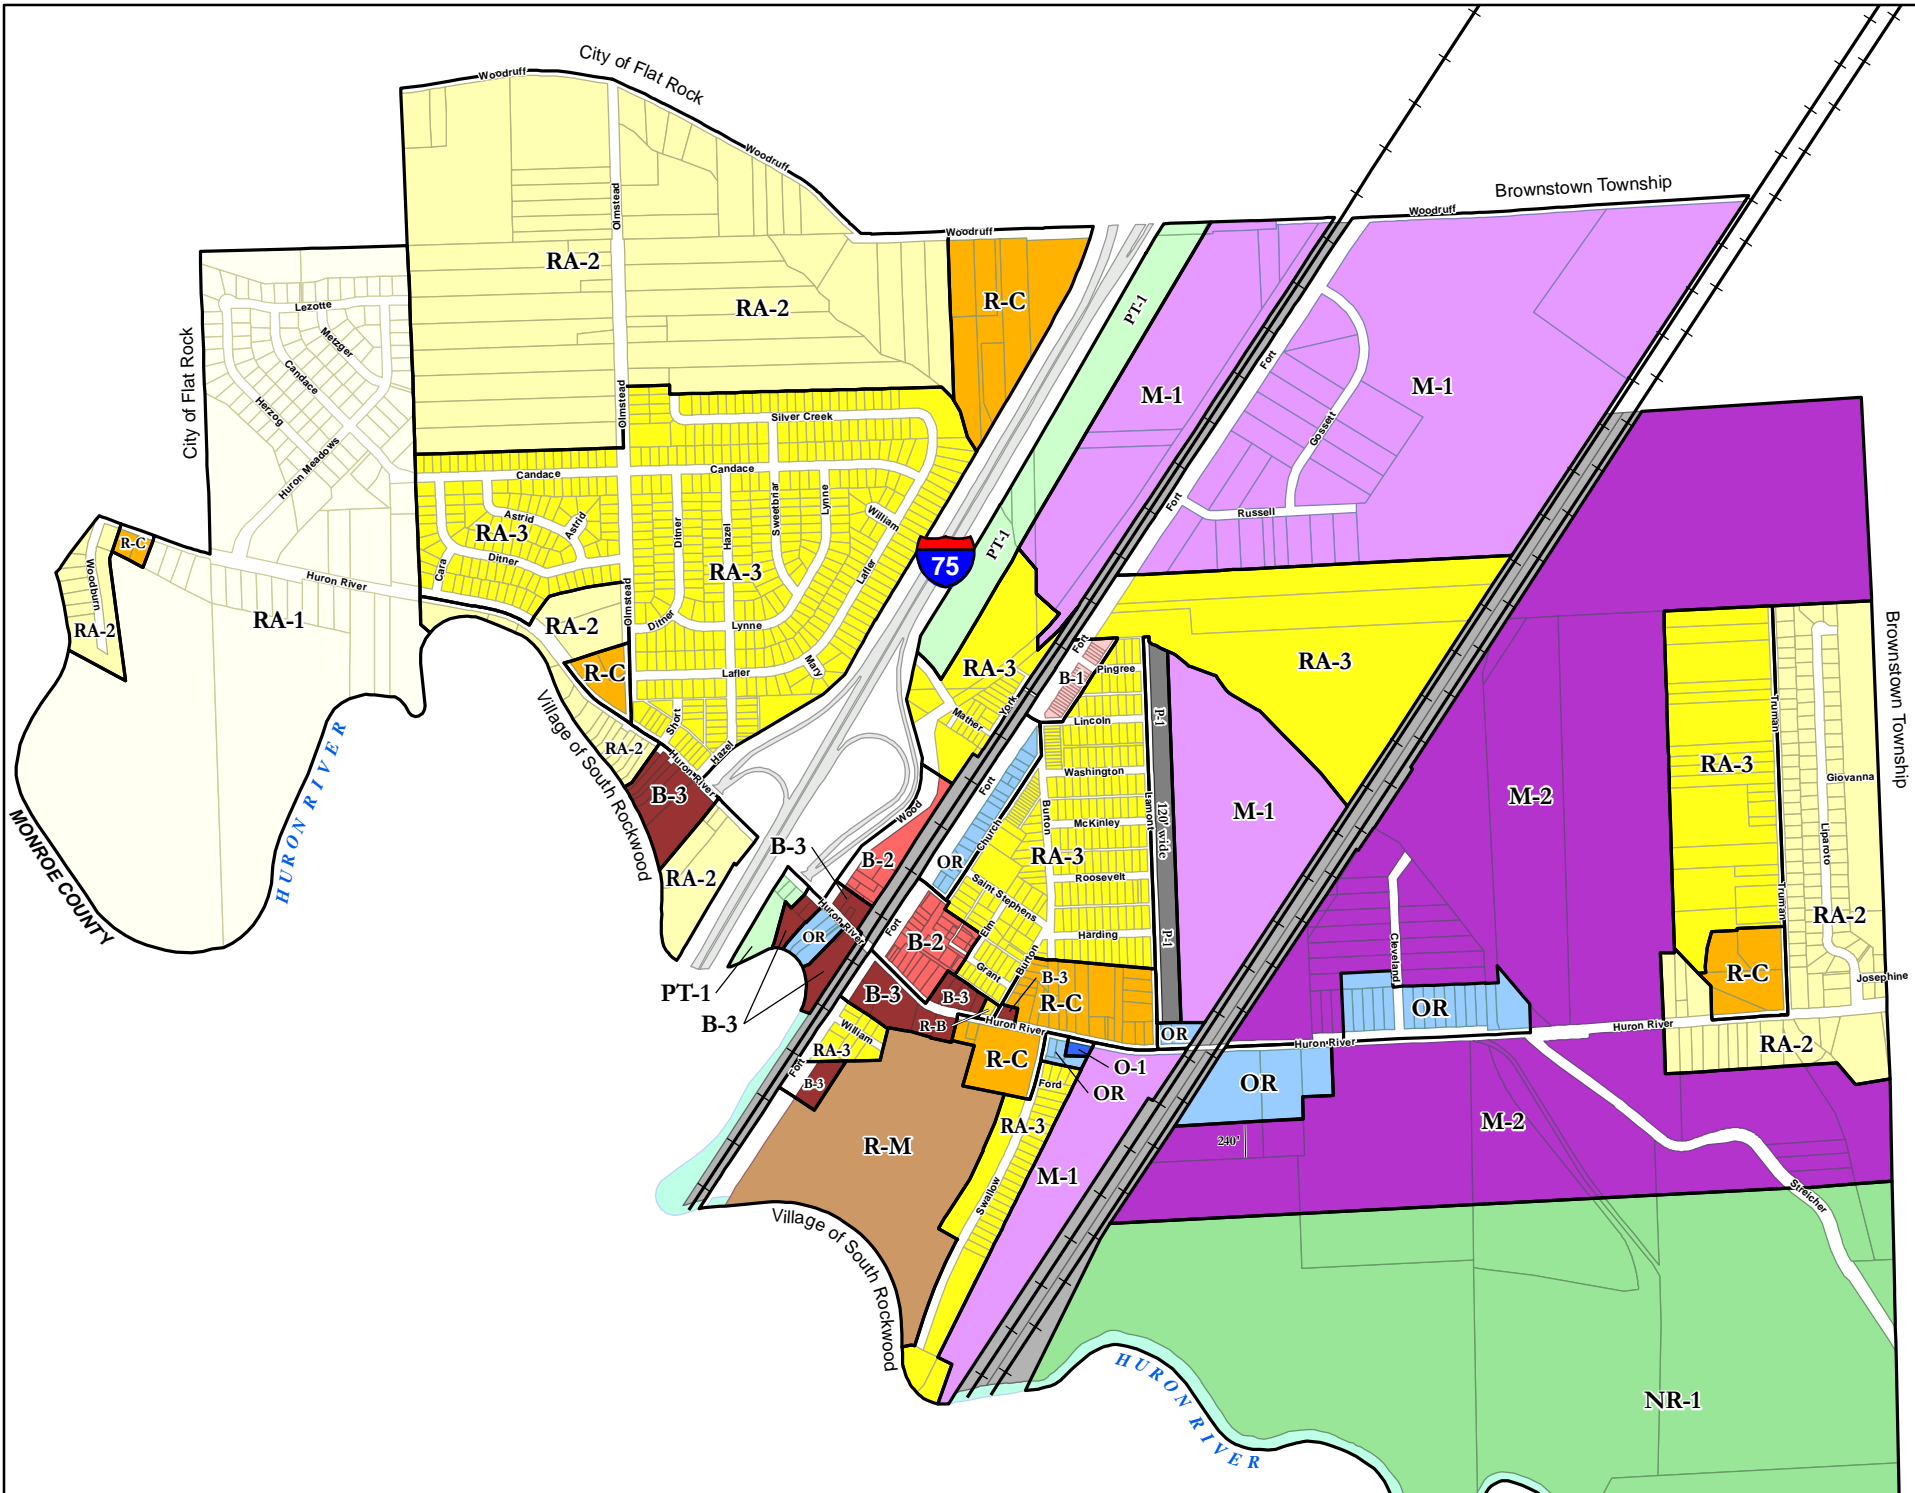 City of Flat Rock
Woodruff
Woodruff
Brownstown Township
Woodruff
Woodruff
Olmstead
RA-2
RA-2
R-C
PT-1
Lezotte
Metzger
Candace
Herzog
Huron Meadows
City of Flat Rock
Olmstead
Fort
M-1
M-1
Gossett
Silver Creek
Candace
Candace
Astrid
Astrid
RA-3
Ditner
Cara
Ditner
Hazel
Sweetbriar
Lynne
William
RA-3
Lafler
75
PT-1
Fort
Russell
R-C
Woodburn
RA-2
Huron River
RA-1
RA-2
Olmstead
Ditner
Lynne
Lafler
Mary
R-C
Short
Hazel
RA-2
Huron River
Village of South Rockwood
HURON RIVER
MONROE COUNTY
B-3
RA-2
RA-3
Mather
York
Fort
B-1
Pingree
Lincoln
P-1
RA-3
Brownstown Township
RA-3
Truman
Giovanna
Liparoto
Washington
Burton
McKinley
Lamont
120' wide
M-1
M-2
Fort
Church
Wood
B-3
B-2
OR
RA-3
Roosevelt
Saint Stephens
Elm
Harding
P-1
Cleveland
Truman
RA-2
R-C
Josephine
Huron River
OR
Fort
B-2
Grant
Burton
B-3
R-C
PT-1
B-3
B-3
B-3
R-B
Huron River
OR
OR
Huron River
Huron River
RA-2
William
RA-3
Fort
B-3
R-C
O-1
OR
Ford
OR
M-2
240'
R-M
RA-3
M-1
Swallow
Streicher
Village of South Rockwood
HURON RIVER
NR-1